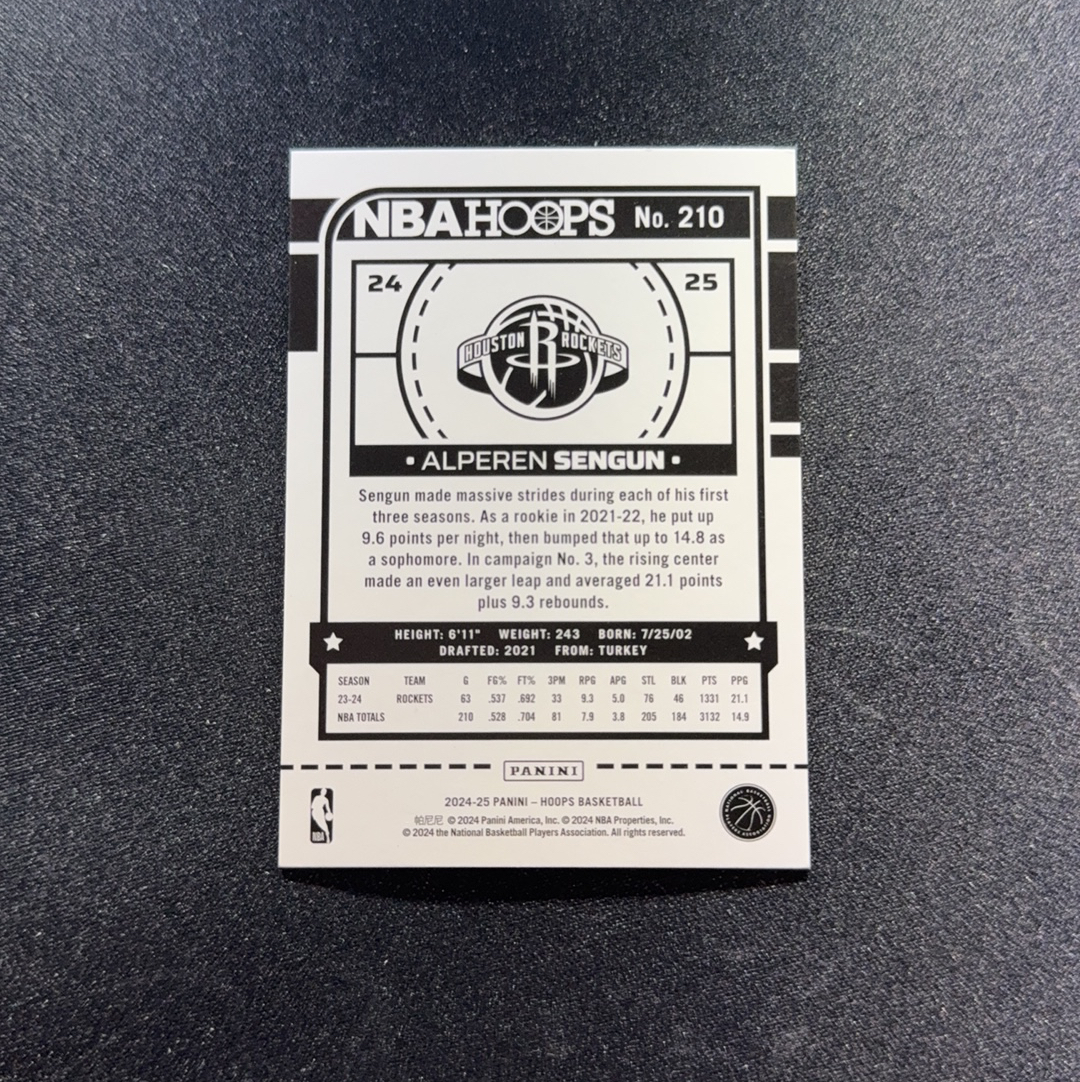 NBA HOOPS No. 210
24 25
HOUSTON ROCKETS
R
• ALPEREN SENGUN •
Sengun made massive strides during each of his first
three seasons. As a rookie in 2021-22, he put up
9.6 points per night, then bumped that up to 14.8 as
a sophomore. In campaign No. 3, the rising center
made an even larger leap and averaged 21.1 points
plus 9.3 rebounds.
HEIGHT: 6'11" WEIGHT: 243 BORN: 7/25/02
DRAFTED: 2021 FROM: TURKEY
SEASON TEAM G FG% FT% 3PM RPG APG STL BLK PTS PPG
23-24 ROCKETS 63 .537 .692 33 9.3 5.0 76 46 1331 21.1
NBA TOTALS 210 .528 .704 81 7.9 3.8 205 184 3132 14.9
PANINI
2024-25 PANINI – HOOPS BASKETBALL
帕尼尼 © 2024 Panini America, Inc. © 2024 NBA Properties, Inc.
© 2024 the National Basketball Players Association. All rights reserved.
NBA
NATIONAL BASKETBALL PLAYERS ASSOCIATION